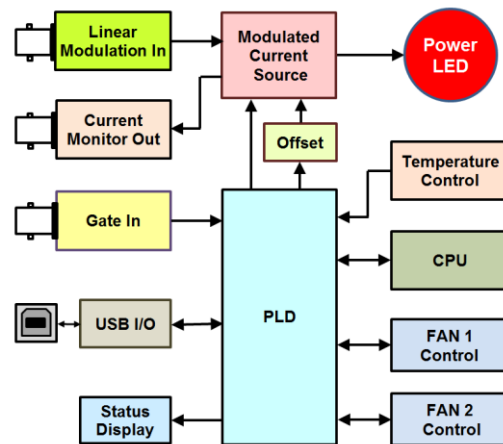 Linear
Modulation In
Modulated
Current
Source
Power
LED
Current
Monitor Out
Offset
Temperature
Control
Gate In
CPU
PLD
USB I/O
FAN 1
Control
Status
Display
FAN 2
Control